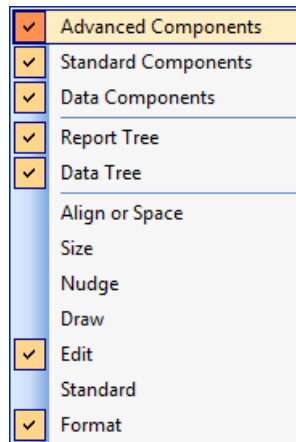 Advanced Components
Standard Components
Data Components
Report Tree
Data Tree
Align or Space
Size
Nudge
Draw
Edit
Standard
Format